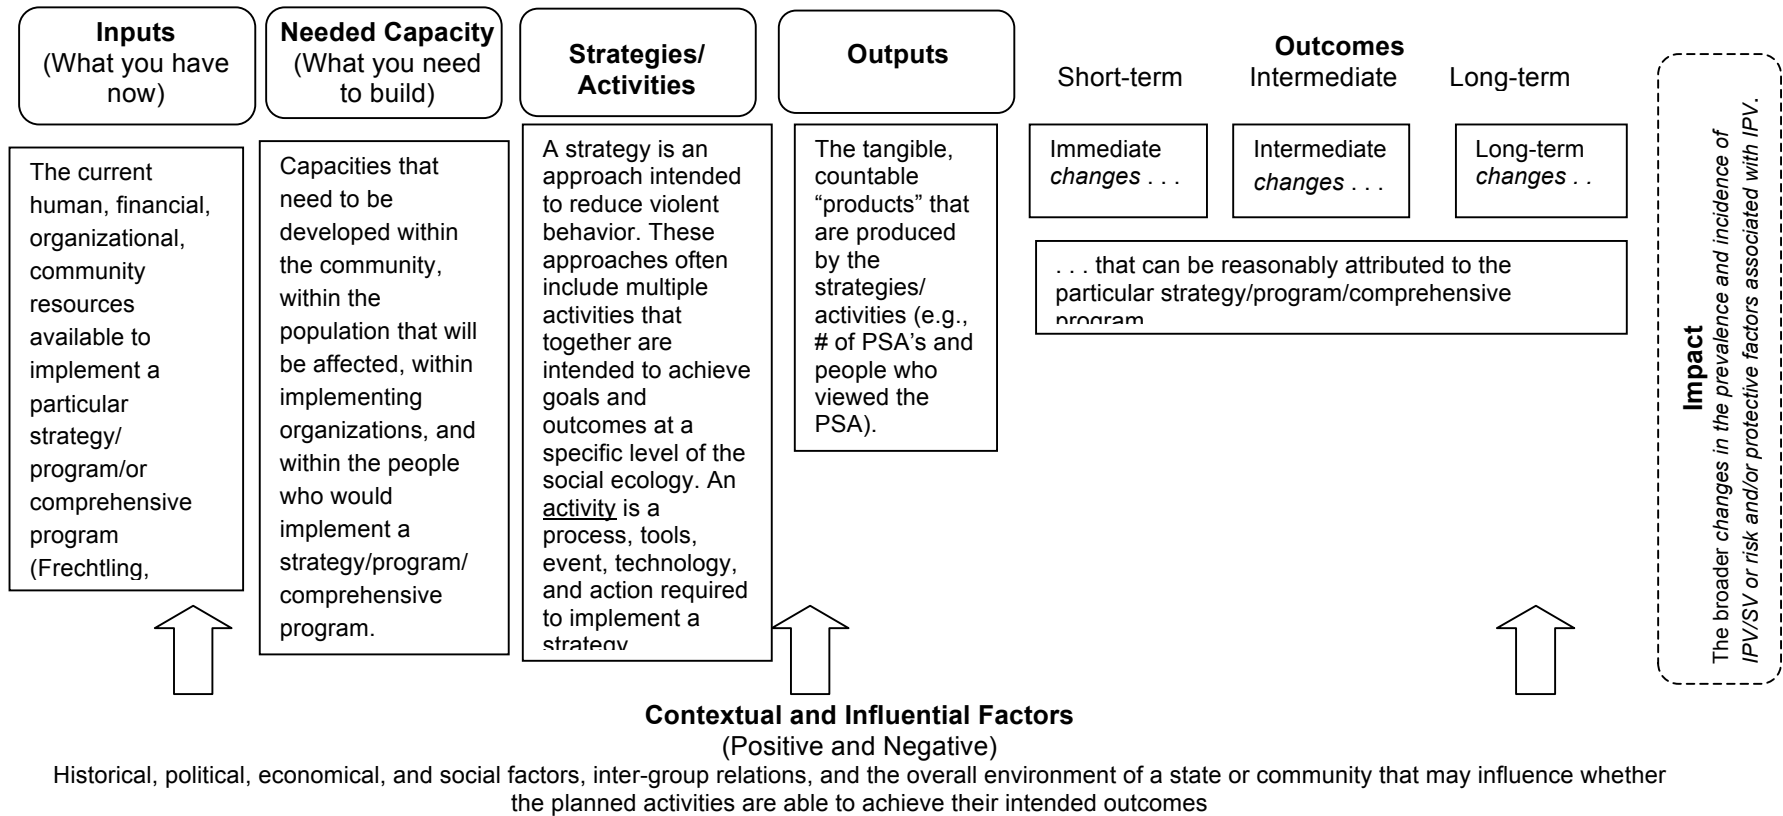 Inputs
(What you have
now)
Needed Capacity
(What you need
to build)
Strategies/
Activities
Outputs
Outcomes
Short-term
Intermediate
Long-term
The current
human, financial,
organizational,
community
resources
available to
implement a
particular
strategy/
program/or
comprehensive
program
(Frechtling,
Capacities that
need to be
developed within
the community,
within the
population that will
be affected, within
implementing
organizations, and
within the people
who would
implement a
strategy/program/
comprehensive
program.
A strategy is an
approach intended
to reduce violent
behavior. These
approaches often
include multiple
activities that
together are
intended to achieve
goals and
outcomes at a
specific level of the
social ecology. An
activity is a
process, tools,
event, technology,
and action required
to implement a
strategy
The tangible,
countable
“products” that
are produced
by the
strategies/
activities (e.g.,
# of PSA’s and
people who
viewed the
PSA).
Immediate
changes . . .
Intermediate
changes . . .
Long-term
changes . .
. . . that can be reasonably attributed to the
particular strategy/program/comprehensive
program
Impact
The broader changes in the prevalence and incidence of
IPV/SV or risk and/or protective factors associated with IPV.
Contextual and Influential Factors
(Positive and Negative)
Historical, political, economical, and social factors, inter-group relations, and the overall environment of a state or community that may influence whether
the planned activities are able to achieve their intended outcomes